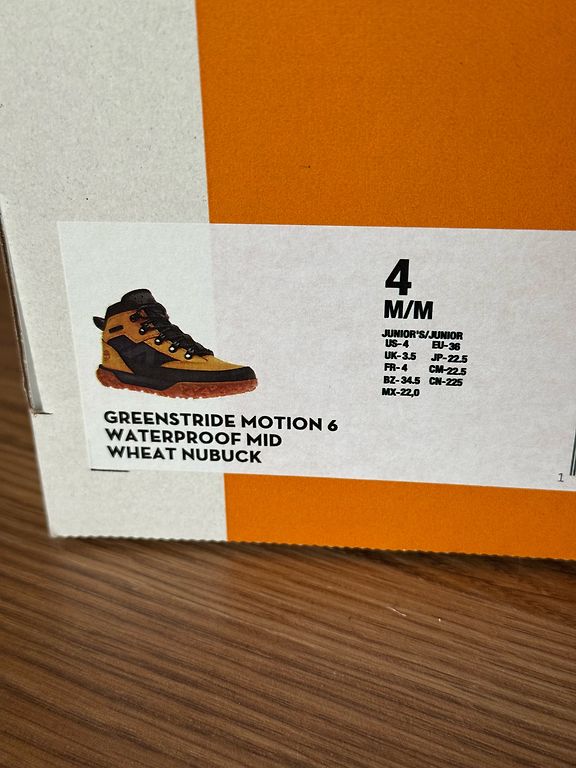 4
M/M
JUNIOR'S/JUNIOR
US-4 EU-36
UK-3.5 JP-22.5
FR-4 CM-22.5
BZ-34.5 CN-225
MX-22,0
GREENSTRIDE MOTION 6
WATERPROOF MID
WHEAT NUBUCK
1